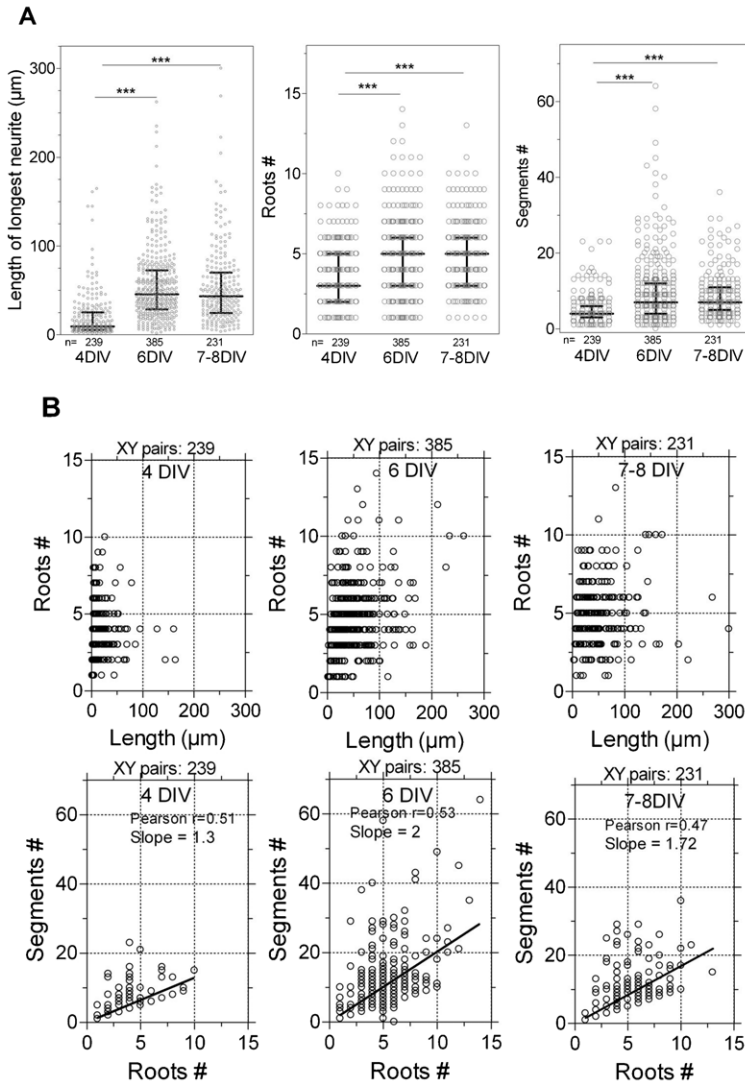 A
Length of longest neurite (µm)
300
250
200
150
100
50
0
***
***
n= 239 385 231
4DIV 6DIV 7-8DIV
Roots #
15
10
5
0
***
***
n= 239 385 231
4DIV 6DIV 7-8DIV
Segments #
60
40
20
0
***
***
n= 239 385 231
4DIV 6DIV 7-8DIV
B
XY pairs: 239
4 DIV
Roots #
15
10
5
0
0 100 200 300
Length (µm)
XY pairs: 385
6 DIV
Roots #
15
10
5
0
0 100 200 300
Length (µm)
XY pairs: 231
7-8 DIV
Roots #
15
10
5
0
0 100 200 300
Length (µm)
XY pairs: 239
4 DIV
Pearson r=0.51
Slope = 1.3
Segments #
60
40
20
0
0 5 10 15
Roots #
XY pairs: 385
6 DIV
Pearson r=0.53
Slope = 2
Segments #
60
40
20
0
0 5 10 15
Roots #
XY pairs: 231
7-8DIV
Pearson r=0.47
Slope = 1.72
Segments #
60
40
20
0
0 5 10 15
Roots #